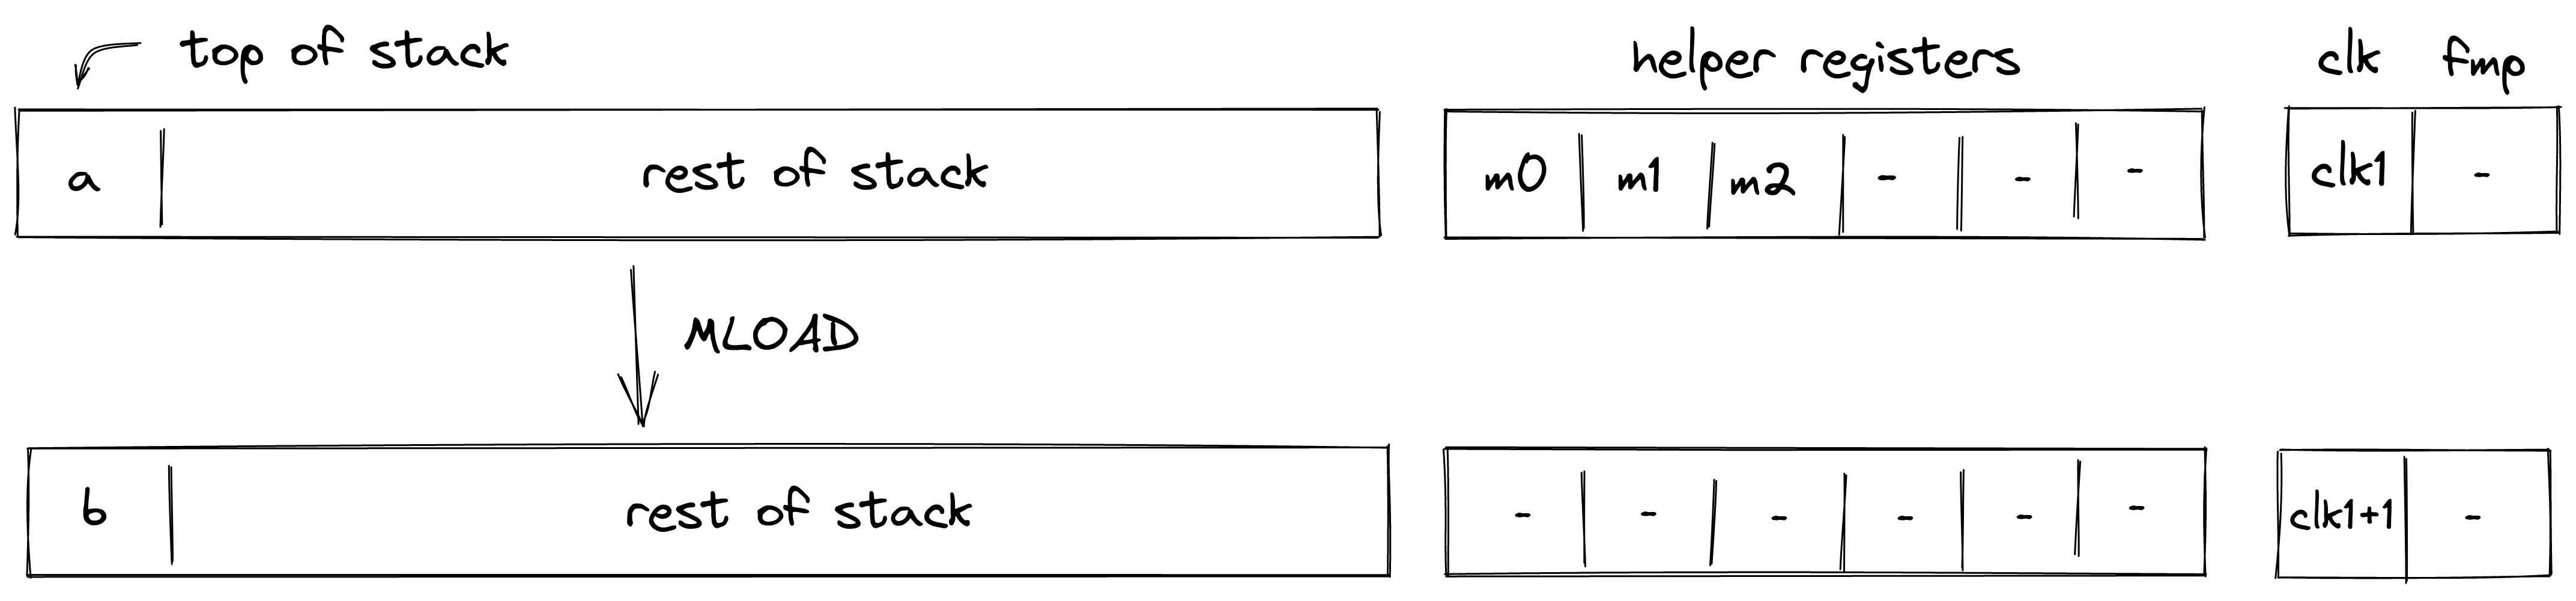 top of stack
helper registers
clk fmp
a rest of stack
m0 m1 m2 - - -
clk1 -
MLOAD
b rest of stack
- - - - - -
clk1+1 -